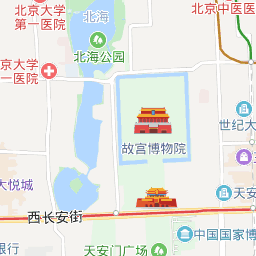 北京大学
第一医院
北海
北海公园
北京中医医
北京大学
一医院
故宫博物院
世纪大
王
大悦城
天安
西长安街
天安门广场
中国国家博
银行